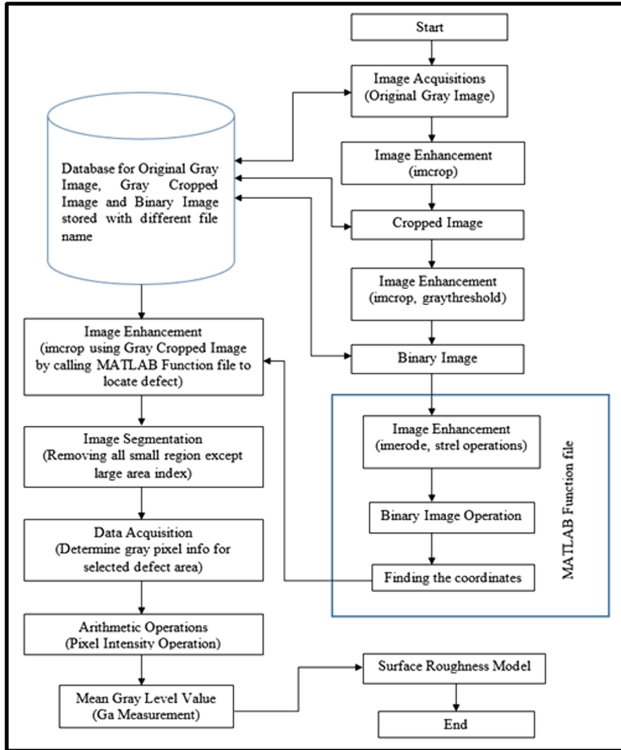 Start
Image Acquisitions
(Original Gray Image)
Image Enhancement
(imcrop)
Cropped Image
Image Enhancement
(imcrop, graythreshold)
Binary Image
Image Enhancement
(imerode, strel operations)
Binary Image Operation
Finding the coordinates
MATLAB Function file
Database for Original Gray
Image, Gray Cropped
Image and Binary Image
stored with different file
name
Image Enhancement
(imcrop using Gray Cropped Image
by calling MATLAB Function file to
locate defect)
Image Segmentation
(Removing all small region except
large area index)
Data Acquisition
(Determine gray pixel info for
selected defect area)
Arithmetic Operations
(Pixel Intensity Operation)
Mean Gray Level Value
(Ga Measurement)
Surface Roughness Model
End